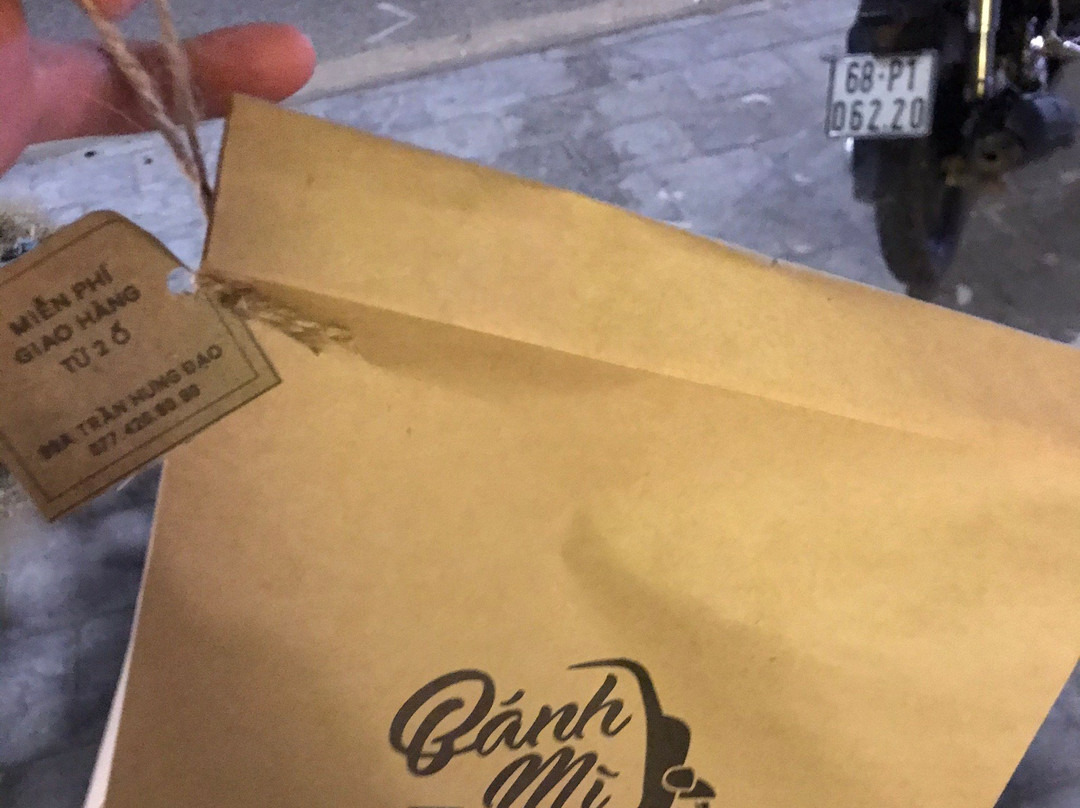 MIỄN PHÍ
GIAO HÀNG
TỪ 2 Ổ
TRẦN HƯNG ĐẠO
68-PT
062.20
Bánh
Mì